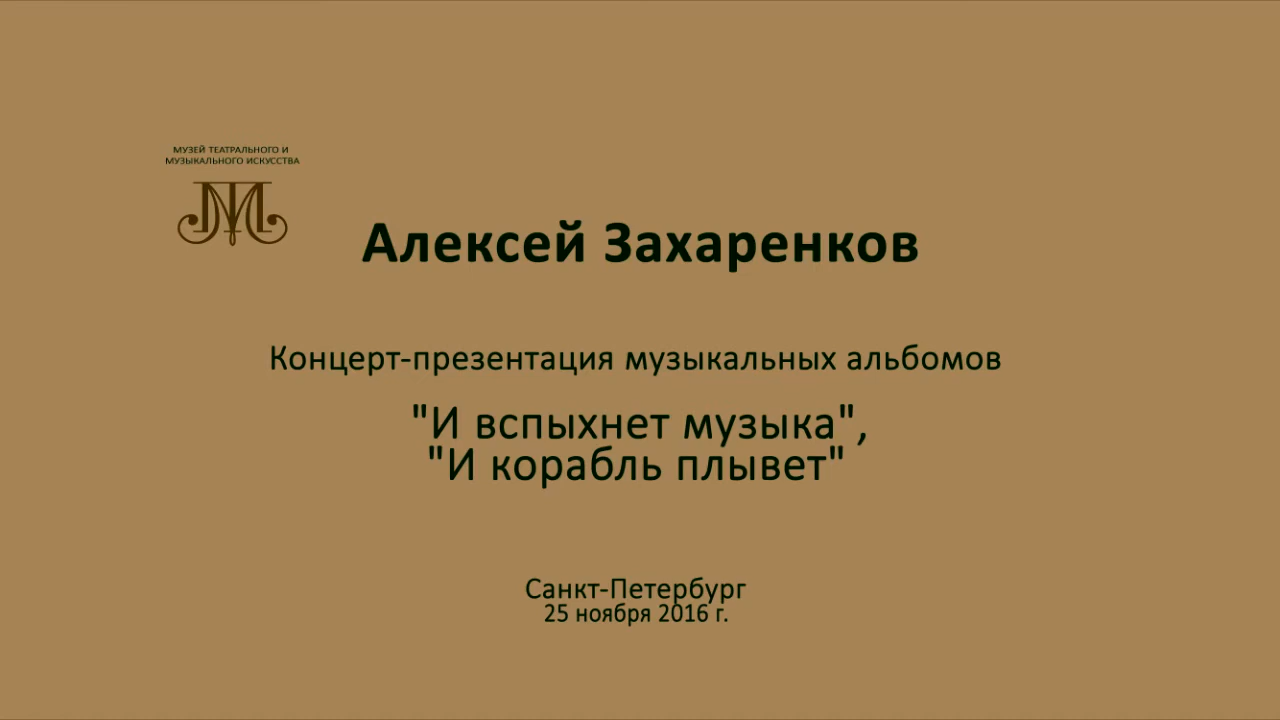 МУЗЕЙ ТЕАТРАЛЬНОГО И
МУЗЫКАЛЬНОГО ИСКУССТВА
Алексей Захаренков
Концерт-презентация музыкальных альбомов
"И вспыхнет музыка",
"И корабль плывет"
Санкт-Петербург
25 ноября 2016 г.